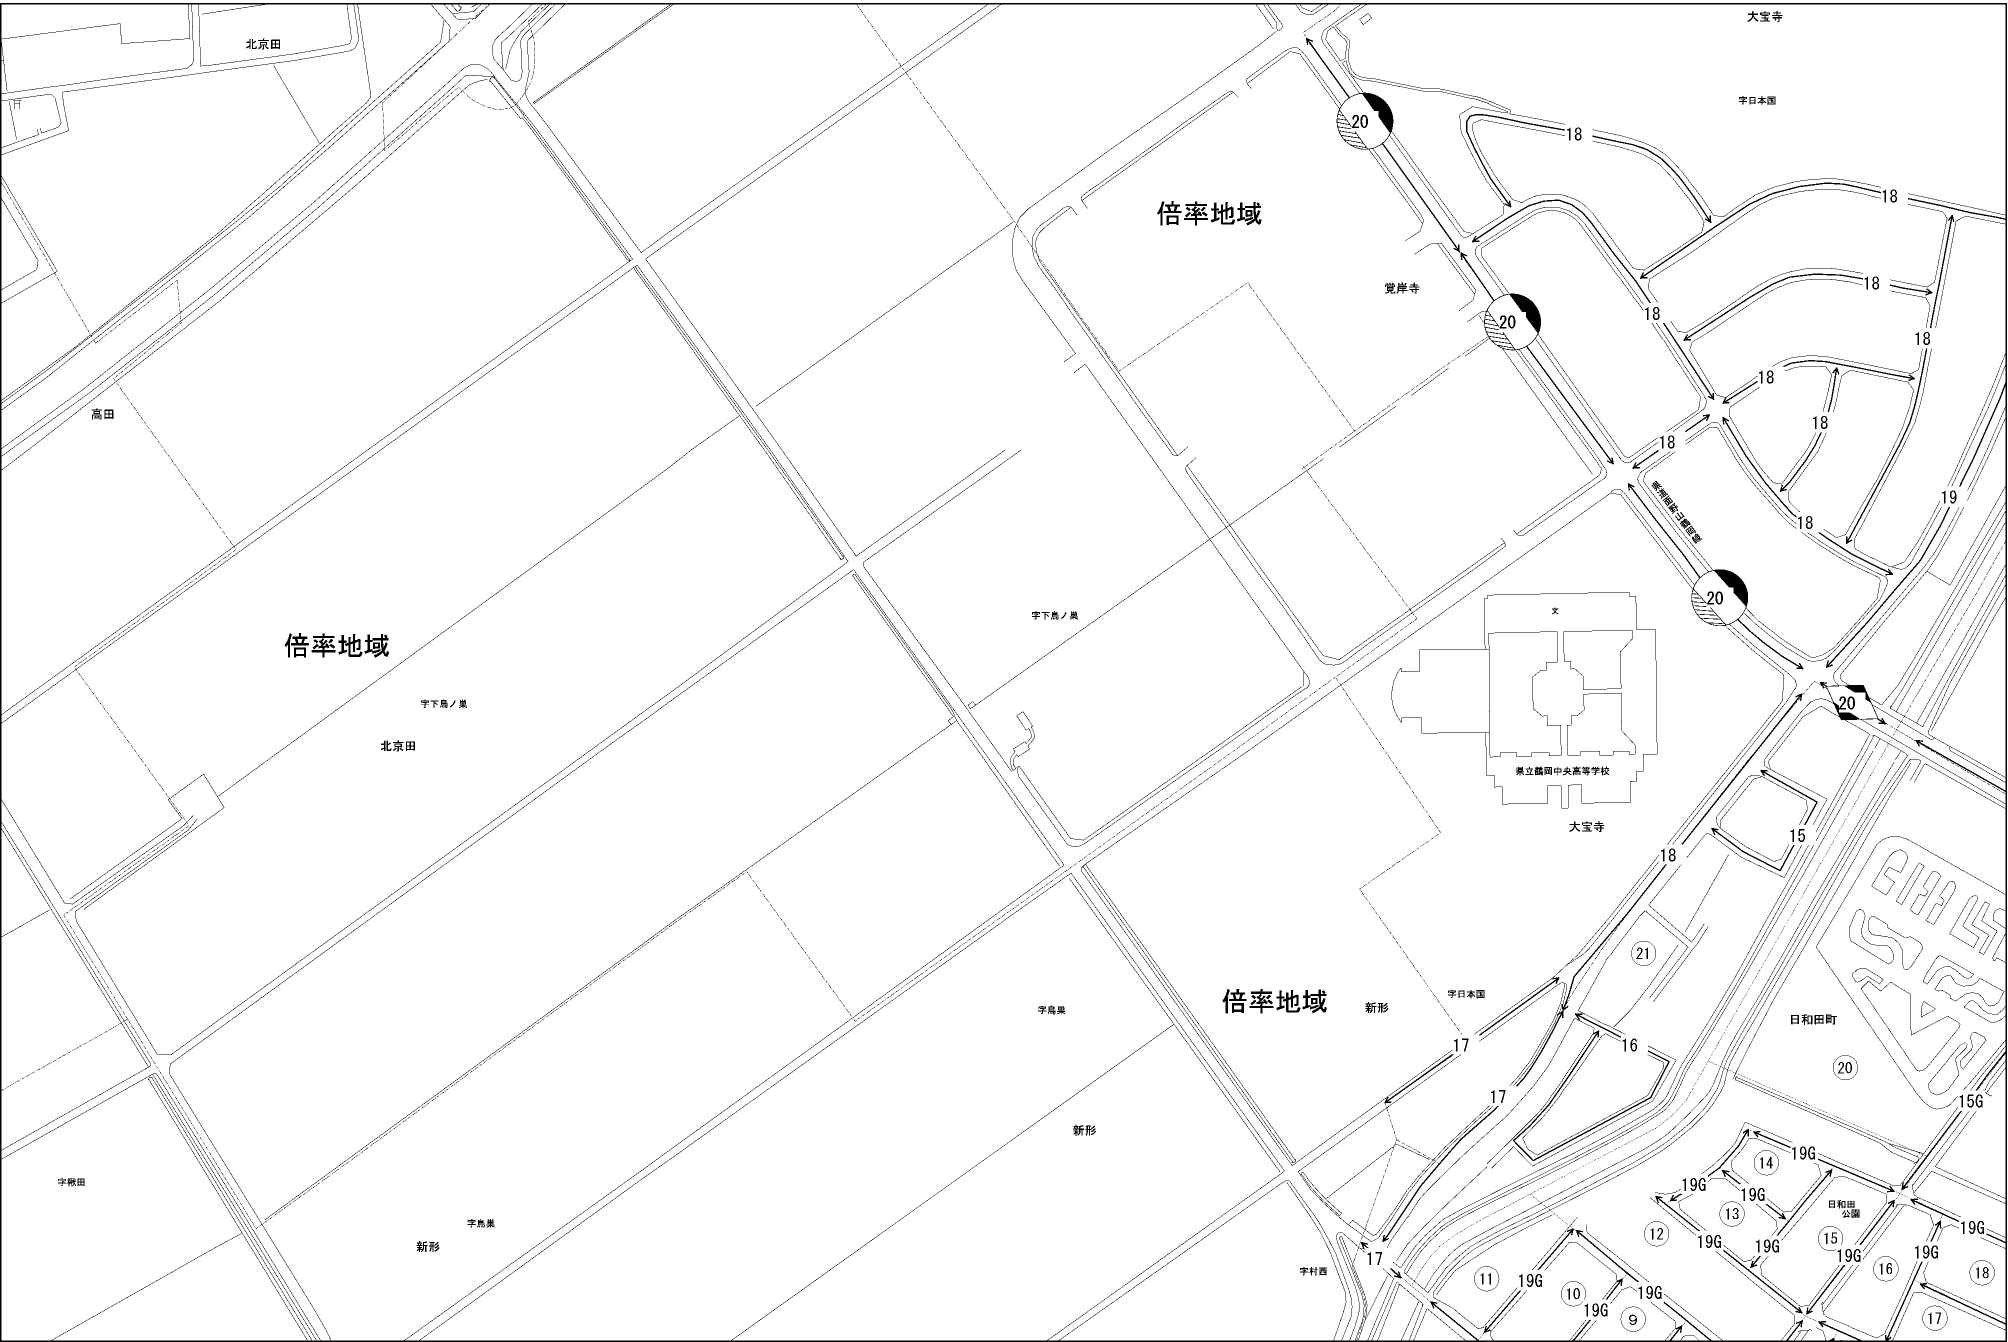 大宝寺
北京田
字日本国
20
18
18
倍率地域
覚岸寺
18
18
20
18
18
高田
18
18
18
19
18
20
文
字下鳥ノ巣
倍率地域
字下鳥ノ巣
20
北京田
県立鶴岡中央高等学校
大宝寺
15
18
21
倍率地域
字日本国
新形
字鳥巣
日和田町
16
17
20
17
15G
新形
19G
14
字楸田
19G
19G
日和田
公園
13
字鳥巣
19G
12
15
新形
19G
19G
19G
19G
17
16
字村西
11
19G
18
10
19G
19G
9
17